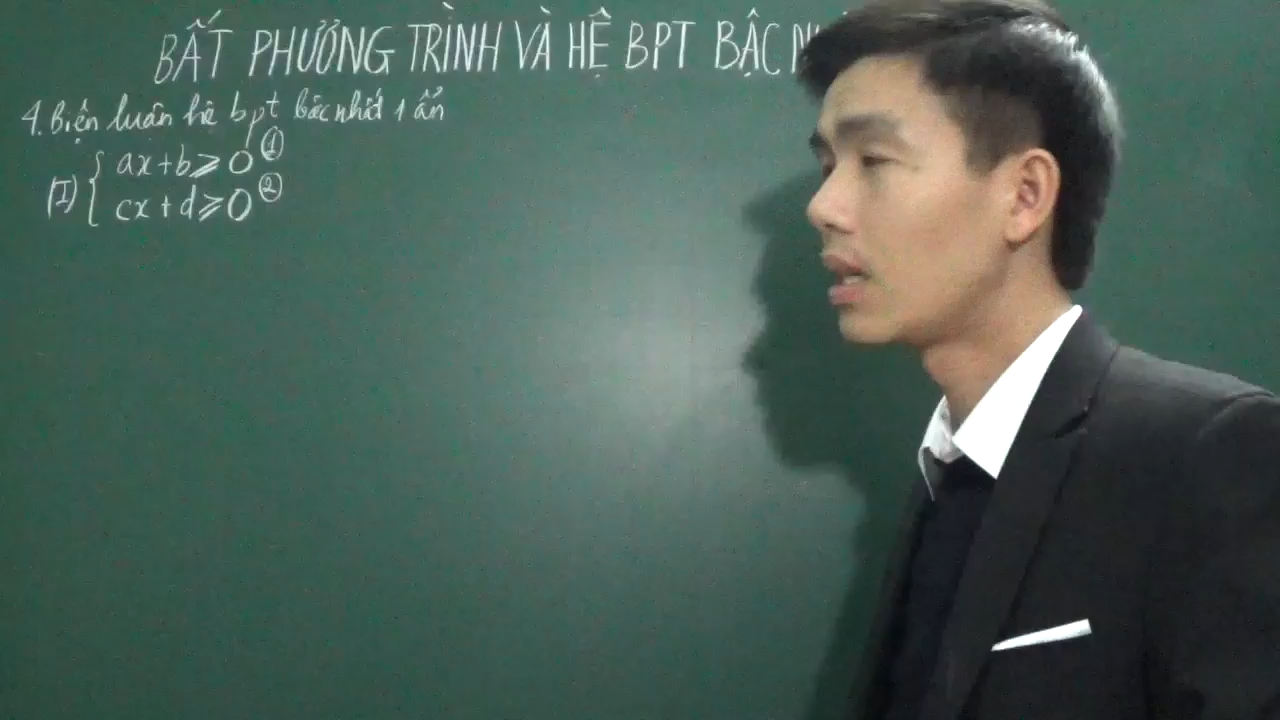 BẤT PHƯƠNG TRÌNH VÀ HỆ BPT BẬC
4. Biện luận hệ bpt bậc nhất 1 ẩn
ax + b ⩾ 0 ①
(I) {
cx + d ⩾ 0 ②